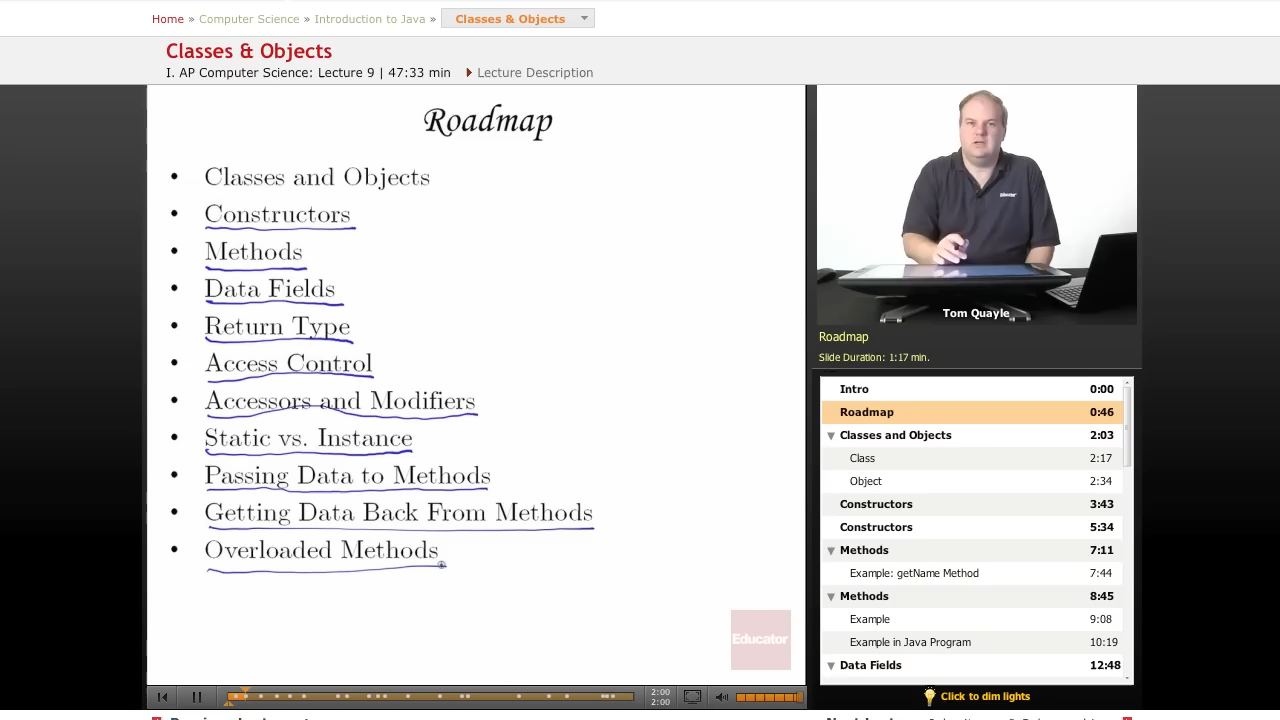 Home » Computer Science » Introduction to Java » Classes & Objects
Classes & Objects
I. AP Computer Science: Lecture 9 | 47:33 min Lecture Description
Roadmap
• Classes and Objects
• Constructors
• Methods
• Data Fields
• Return Type
• Access Control
• Accessors and Modifiers
• Static vs. Instance
• Passing Data to Methods
• Getting Data Back From Methods
• Overloaded Methods
Educator
2:00
2:00
Tom Quayle
Roadmap
Slide Duration: 1:17 min.
Intro 0:00
Roadmap 0:46
Classes and Objects 2:03
Class 2:17
Object 2:34
Constructors 3:43
Constructors 5:34
Methods 7:11
Example: getName Method 7:44
Methods 8:45
Example 9:08
Example in Java Program 10:19
Data Fields 12:48
Click to dim lights